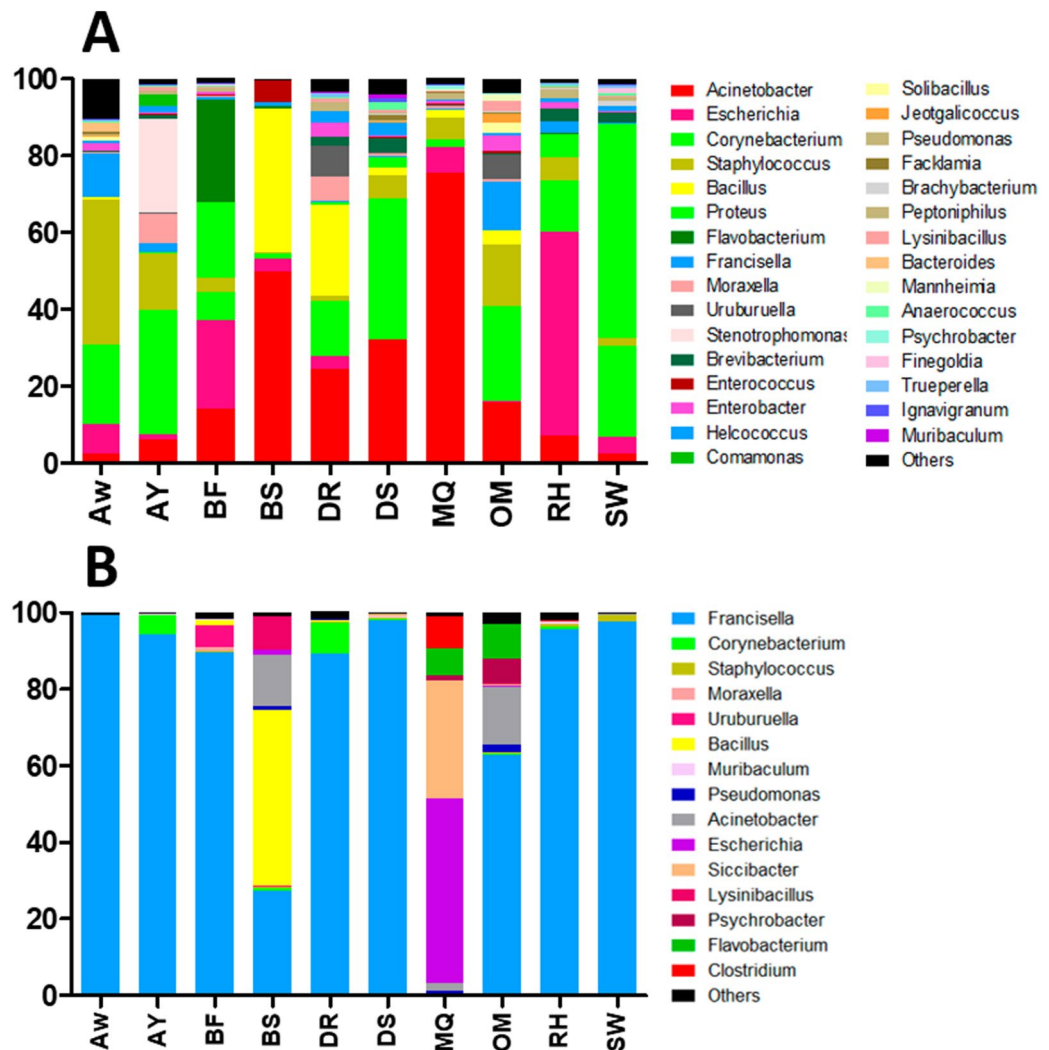 A
100
80
60
40
20
0
Aw
AY
BF
BS
DR
DS
MQ
OM
RH
SW
Acinetobacter
Escherichia
Corynebacterium
Staphylococcus
Bacillus
Proteus
Flavobacterium
Francisella
Moraxella
Uruburuella
Stenotrophomonas
Brevibacterium
Enterococcus
Enterobacter
Helcococcus
Comamonas
Solibacillus
Jeotgalicoccus
Pseudomonas
Facklamia
Brachybacterium
Peptoniphilus
Lysinibacillus
Bacteroides
Mannheimia
Anaerococcus
Psychrobacter
Finegoldia
Trueperella
Ignavigranum
Muribaculum
Others
B
100
80
60
40
20
0
Aw
AY
BF
BS
DR
DS
MQ
OM
RH
SW
Francisella
Corynebacterium
Staphylococcus
Moraxella
Uruburuella
Bacillus
Muribaculum
Pseudomonas
Acinetobacter
Escherichia
Siccibacter
Lysinibacillus
Psychrobacter
Flavobacterium
Clostridium
Others